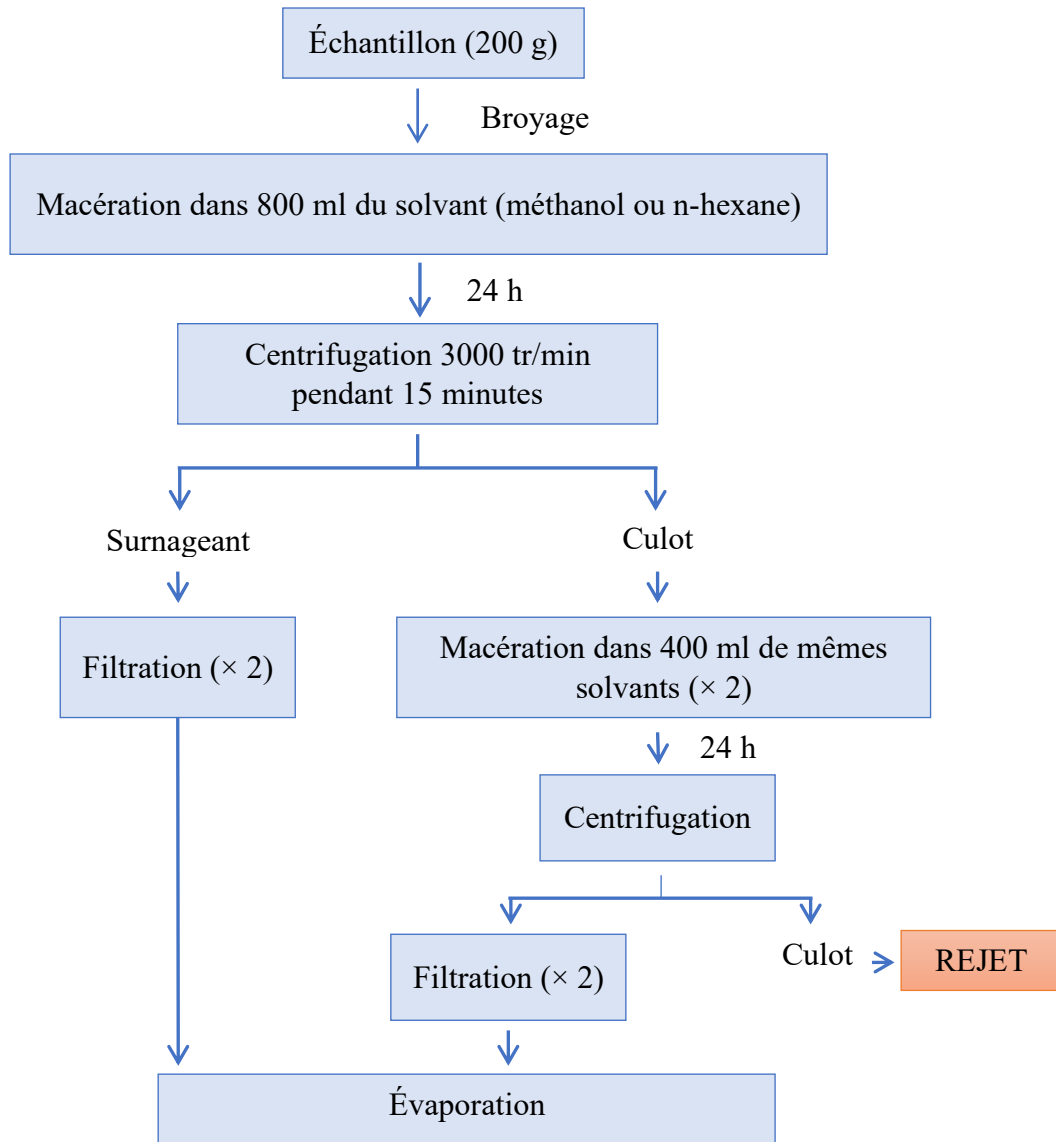 Échantillon (200 g)
Broyage
Macération dans 800 ml du solvant (méthanol ou n-hexane)
24 h
Centrifugation 3000 tr/min
pendant 15 minutes
Surnageant
Culot
Filtration (× 2)
Macération dans 400 ml de mêmes
solvants (× 2)
24 h
Centrifugation
Culot
REJET
Filtration (× 2)
Évaporation